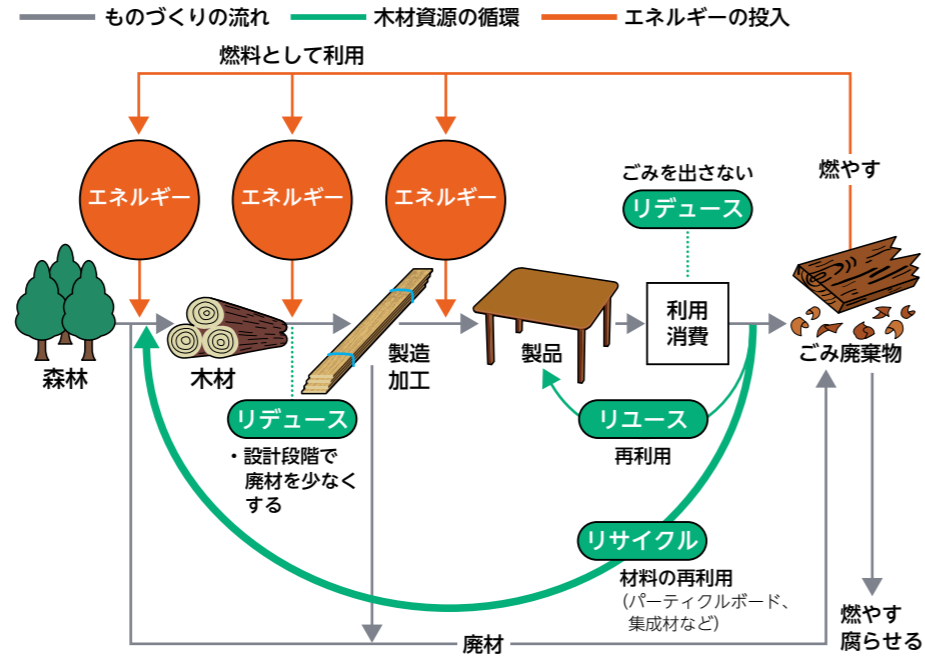 ものづくりの流れ
木材資源の循環
エネルギーの投入
燃料として利用
エネルギー
エネルギー
エネルギー
ごみを出さない
リデュース
燃やす
森林
木材
製造
加工
製品
利用
消費
ごみ廃棄物
リデュース
・設計段階で
廃材を少なく
する
リユース
再利用
リサイクル
材料の再利用
（パーティクルボード、
集成材など）
廃材
燃やす
腐らせる